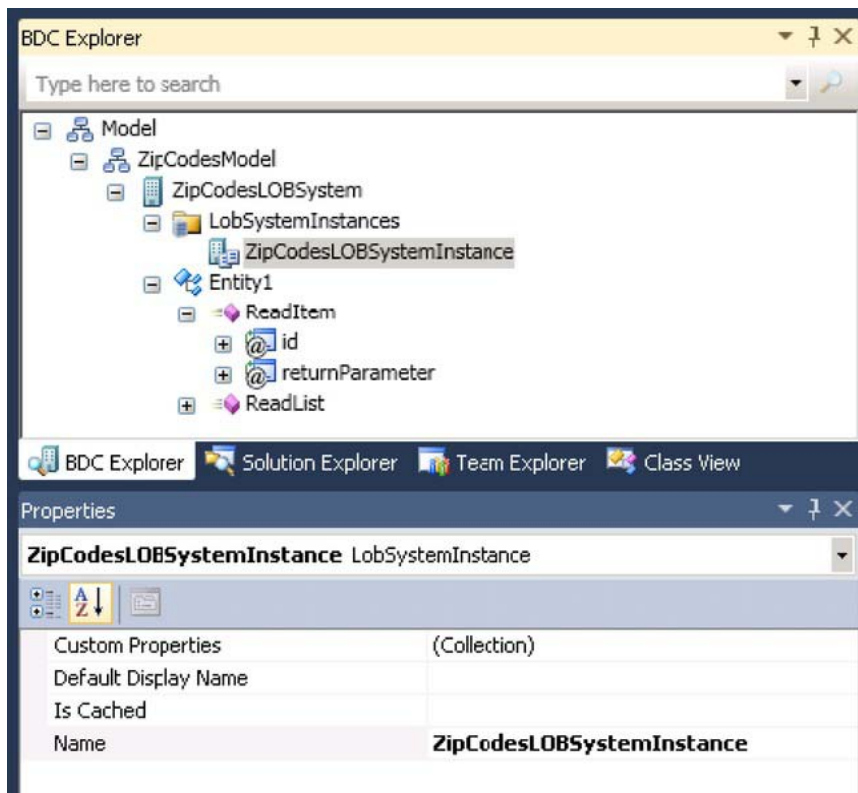 BDC Explorer
Type here to search
Model
ZipCodesModel
ZipCodesLOBSystem
LobSystemInstances
ZipCodesLOBSystemInstance
Entity1
ReadItem
id
returnParameter
ReadList
BDC Explorer Solution Explorer Team Explorer Class View
Properties
ZipCodesLOBSystemInstance LobSystemInstance
Custom Properties (Collection)
Default Display Name
Is Cached
Name ZipCodesLOBSystemInstance